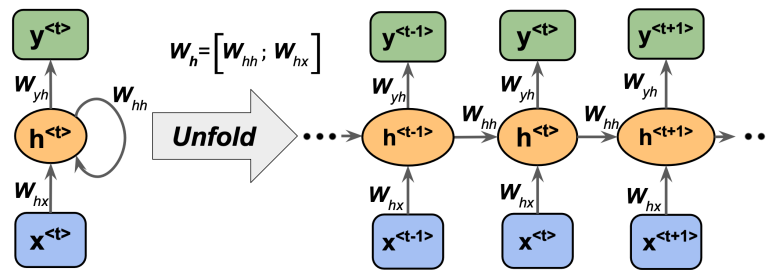 y<t>
W_yh
W_hh
h<t>
W_hx
x<t>
W_h=[W_hh ; W_hx]
Unfold
•••
y<t-1>
y<t>
y<t+1>
W_yh
W_yh
W_yh
h<t-1>
W_hh
h<t>
W_hh
h<t+1>
••
W_hx
W_hx
W_hx
x<t-1>
x<t>
x<t+1>